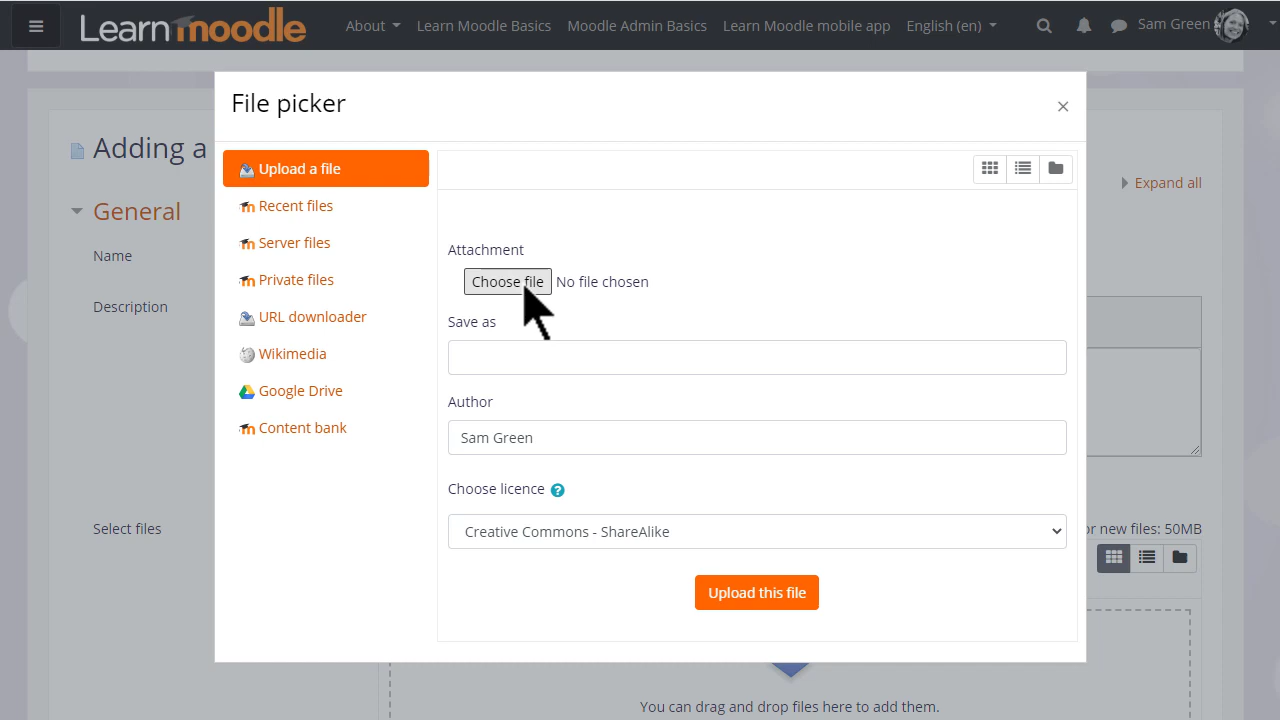 Learn moodle
About
Learn Moodle Basics
Moodle Admin Basics
Learn Moodle mobile app
English (en)
Sam Green
File picker
×
Adding a
Expand all
General
Name
Description
Select files
Upload a file
Recent files
Server files
Private files
URL downloader
Wikimedia
Google Drive
Content bank
Attachment
Choose file No file chosen
Save as
Author
Sam Green
Choose licence ?
Creative Commons - ShareAlike
Upload this file
or new files: 50MB
You can drag and drop files here to add them.